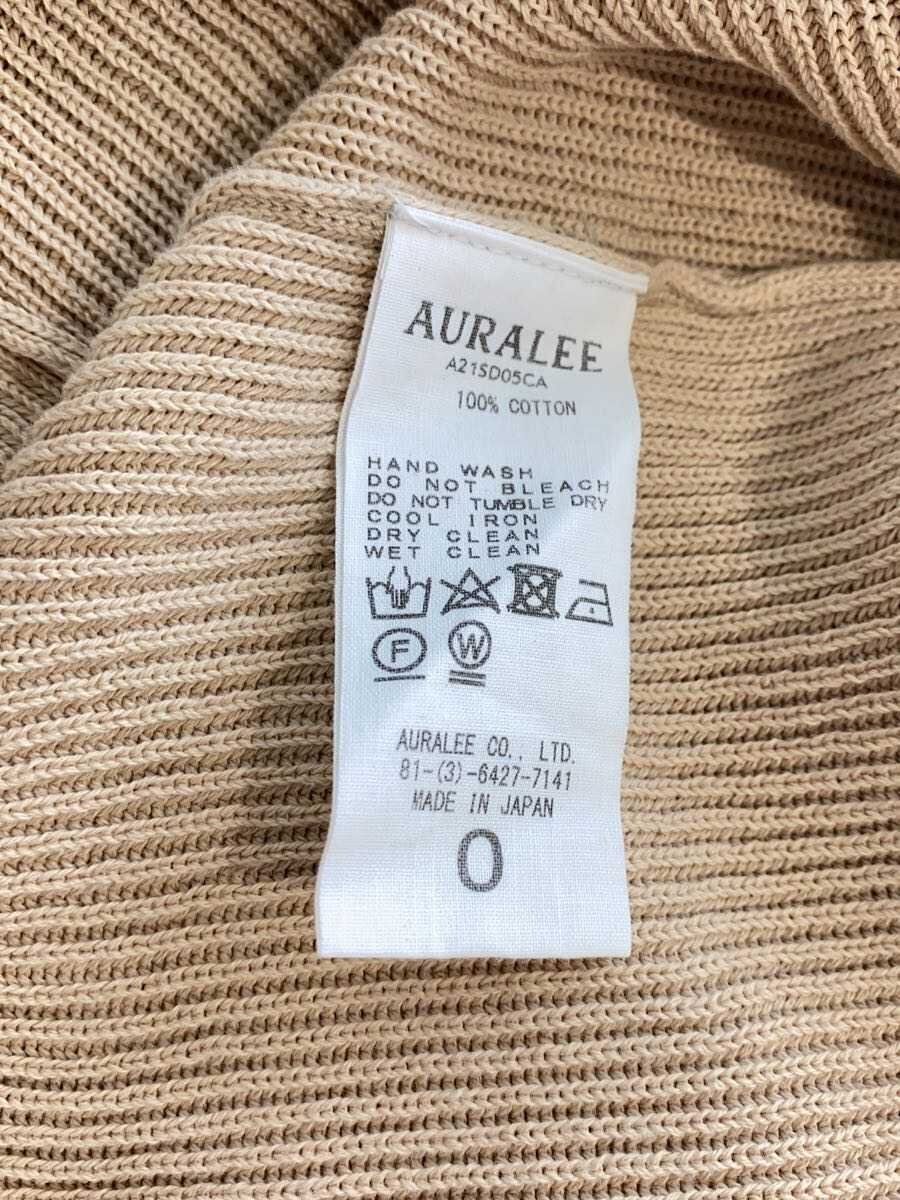 AURALEE
A21SD05CA
100% COTTON
HAND WASH
DO NOT BLEACH
DO NOT TUMBLE DRY
COOL IRON
DRY CLEAN
WET CLEAN
F W
AURALEE CO., LTD.
81-(3)-6427-7141
MADE IN JAPAN
0